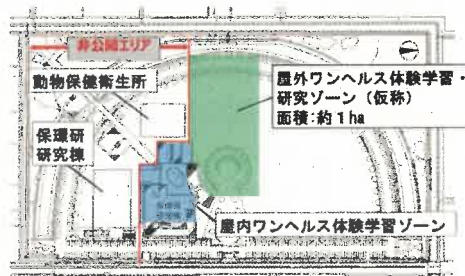 非公開エリア
動物保健衛生所
屋外ワンヘルス体験学習・
研究ゾーン（仮称）
面積：約１ha
保環研
研究棟
屋内ワンヘルス体験学習ゾーン